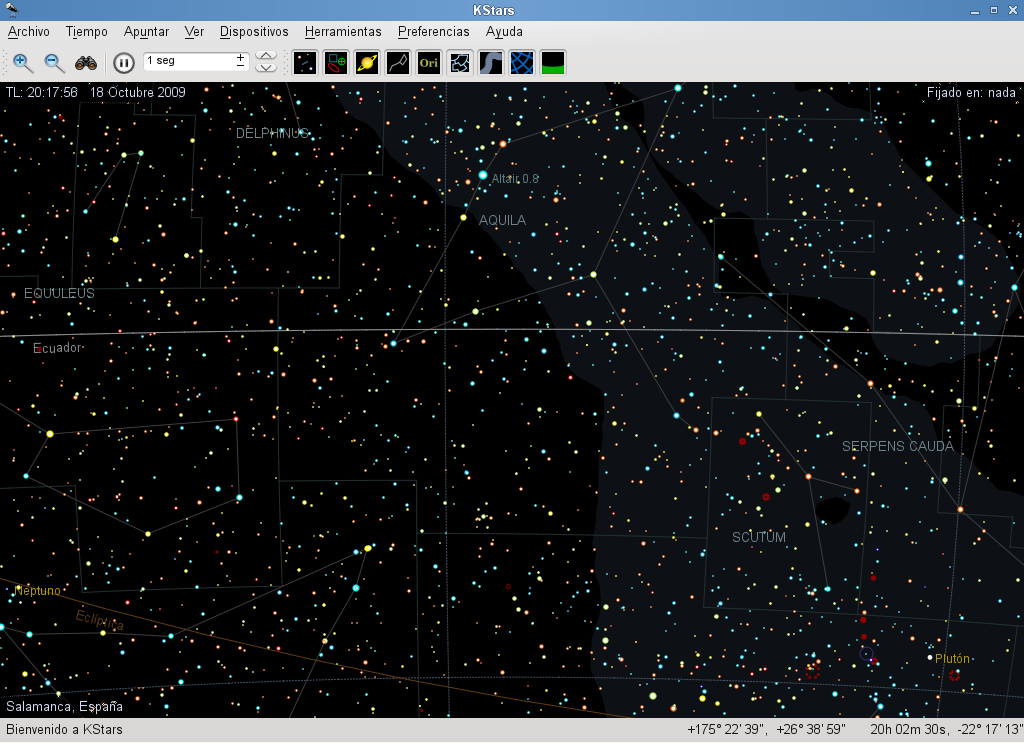 KStars
Archivo Tiempo Apuntar Ver Dispositivos Herramientas Preferencias Ayuda
1 seg
Ori
TL: 20:17:56 18 Octubre 2009
Fijado en: nada
DELPHINUS
Altair 0.8
AQUILA
EQUULEUS
Ecuador
SERPENS CAUDA
SCUTUM
Neptuno
Eclíptica
Plutón
Salamanca, España
Bienvenido a KStars
+175° 22' 39", +26° 38' 59"
20h 02m 30s, -22° 17' 13"